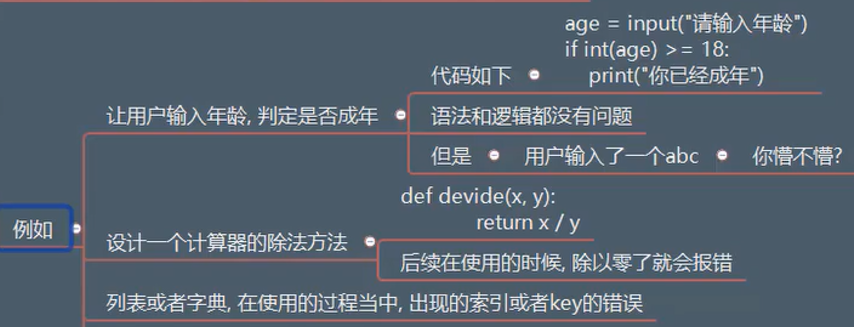 例如
让用户输入年龄, 判定是否成年
代码如下
age = input("请输入年龄")
if int(age) >= 18:
print("你已经成年")
语法和逻辑都没有问题
但是
用户输入了一个abc
你懂不懂?
设计一个计算器的除法方法
def devide(x, y):
return x / y
后续在使用的时候, 除以零了就会报错
列表或者字典, 在使用的过程当中, 出现的索引或者key的错误